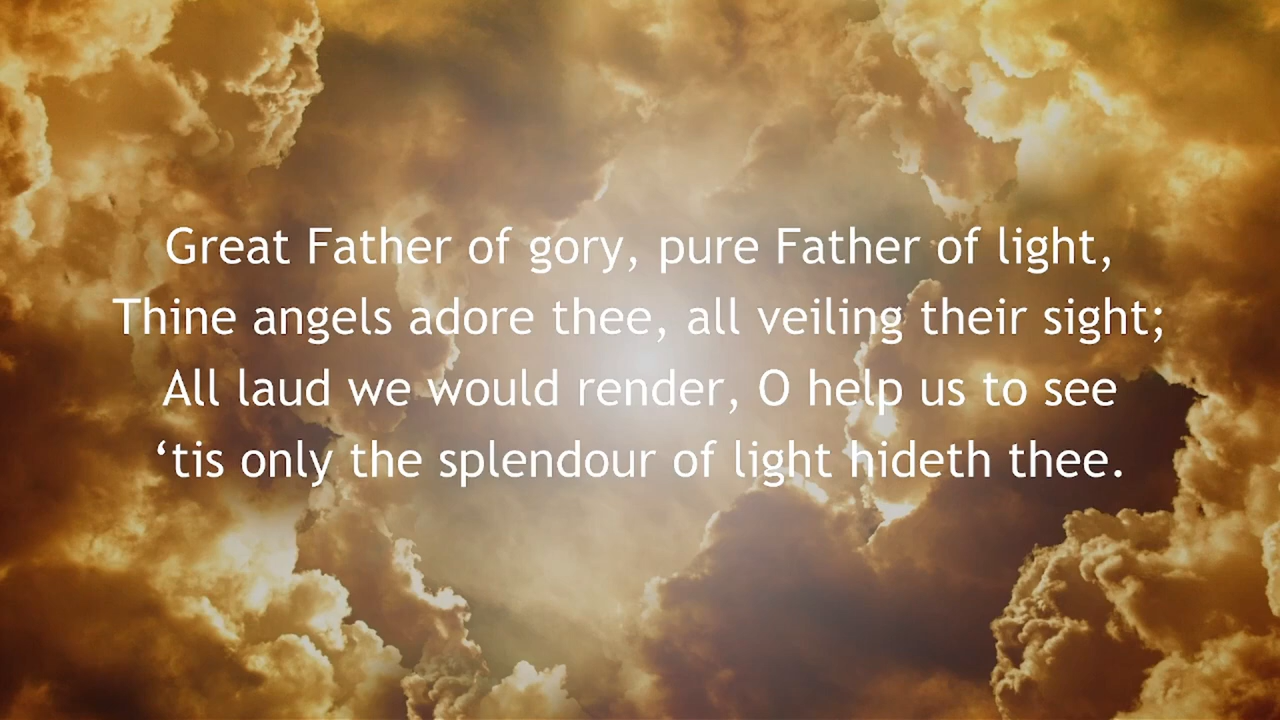 Great Father of gory, pure Father of light,
Thine angels adore thee, all veiling their sight;
All laud we would render, O help us to see
‘tis only the splendour of light hideth thee.